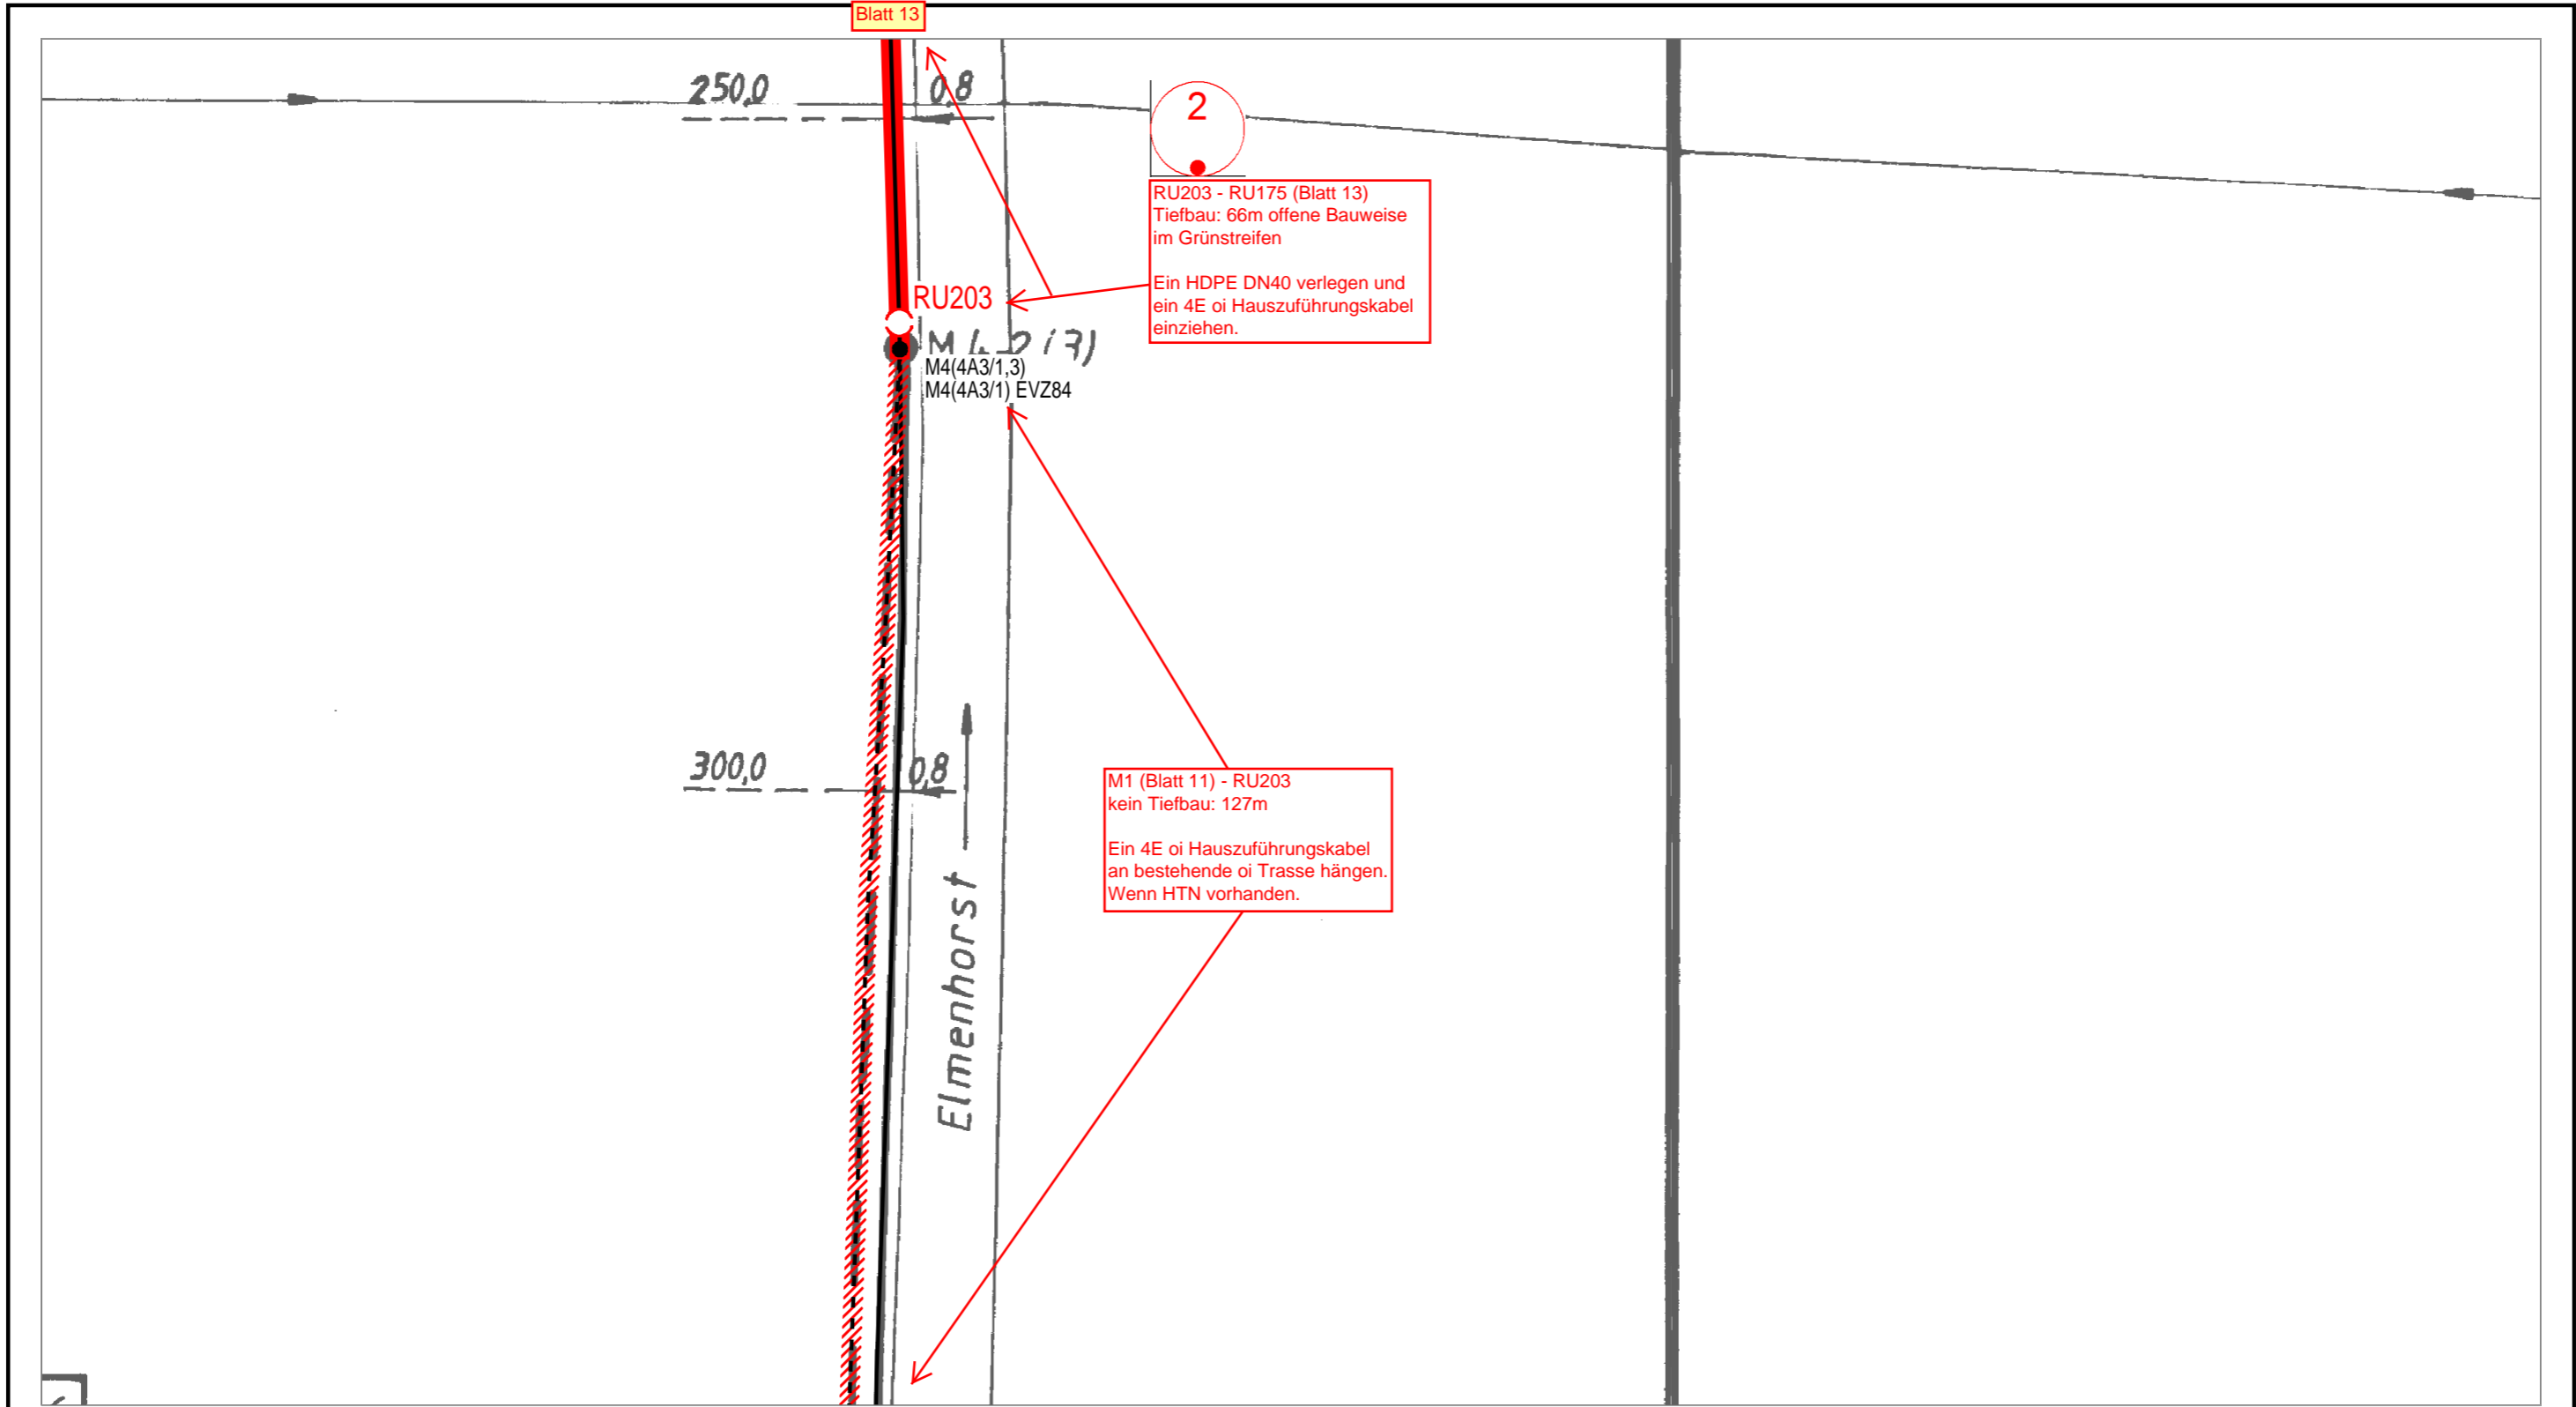 Blatt 13
250,0
0,8
2
RU203 - RU175 (Blatt 13)
Tiefbau: 66m offene Bauweise
im Grünstreifen
Ein HDPE DN40 verlegen und
ein 4E oi Hauszuführungskabel
einziehen.
RU203
M4(4A3/1,3)
M4(4A3/1) EVZ84
300,0
0,8
M1 (Blatt 11) - RU203
kein Tiefbau: 127m
Ein 4E oi Hauszuführungskabel
an bestehende oi Trasse hängen.
Wenn HTN vorhanden.
Elmenhorst